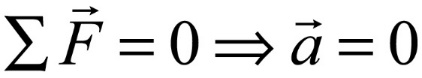 ∑F⃗ = 0 ⇒ a⃗ = 0